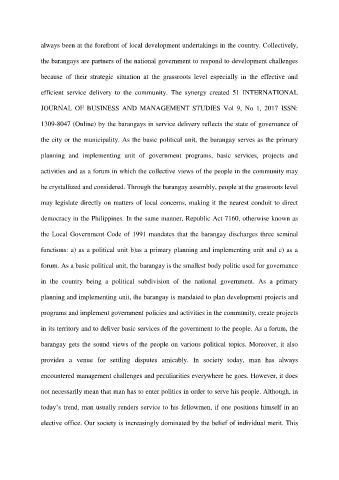 always been at the forefront of local development undertakings in the country. Collectively,
the barangays are partners of the national government to respond to development challenges
because of their strategic situation at the grassroots level especially in the effective and
efficient service delivery to the community. The synergy created 51 INTERNATIONAL
JOURNAL OF BUSINESS AND MANAGEMENT STUDIES Vol 9, No 1, 2017 ISSN:
1309-8047 (Online) by the barangays in service delivery reflects the state of governance of
the city or the municipality. As the basic political unit, the barangay serves as the primary
planning and implementing unit of government programs, basic services, projects and
activities and as a forum in which the collective views of the people in the community may
be crystallized and considered. Through the barangay assembly, people at the grassroots level
may legislate directly on matters of local concerns, making it the nearest conduit to direct
democracy in the Philippines. In the same manner, Republic Act 7160, otherwise known as
the Local Government Code of 1991 mandates that the barangay discharges three seminal
functions: a) as a political unit b)as a primary planning and implementing unit and c) as a
forum. As a basic political unit, the barangay is the smallest body politic used for governance
in the country being a political subdivision of the national government. As a primary
planning and implementing unit, the barangay is mandated to plan development projects and
programs and implement government policies and activities in the community, create projects
in its territory and to deliver basic services of the government to the people. As a forum, the
barangay gets the sound views of the people on various political topics. Moreover, it also
provides a venue for settling disputes amicably. In society today, man has always
encountered management challenges and peculiarities everywhere he goes. However, it does
not necessarily mean that man has to enter politics in order to serve his people. Although, in
today's trend, man usually renders service to his fellowmen, if one positions himself in an
elective office. Our society is increasingly dominated by the belief of individual merit. This